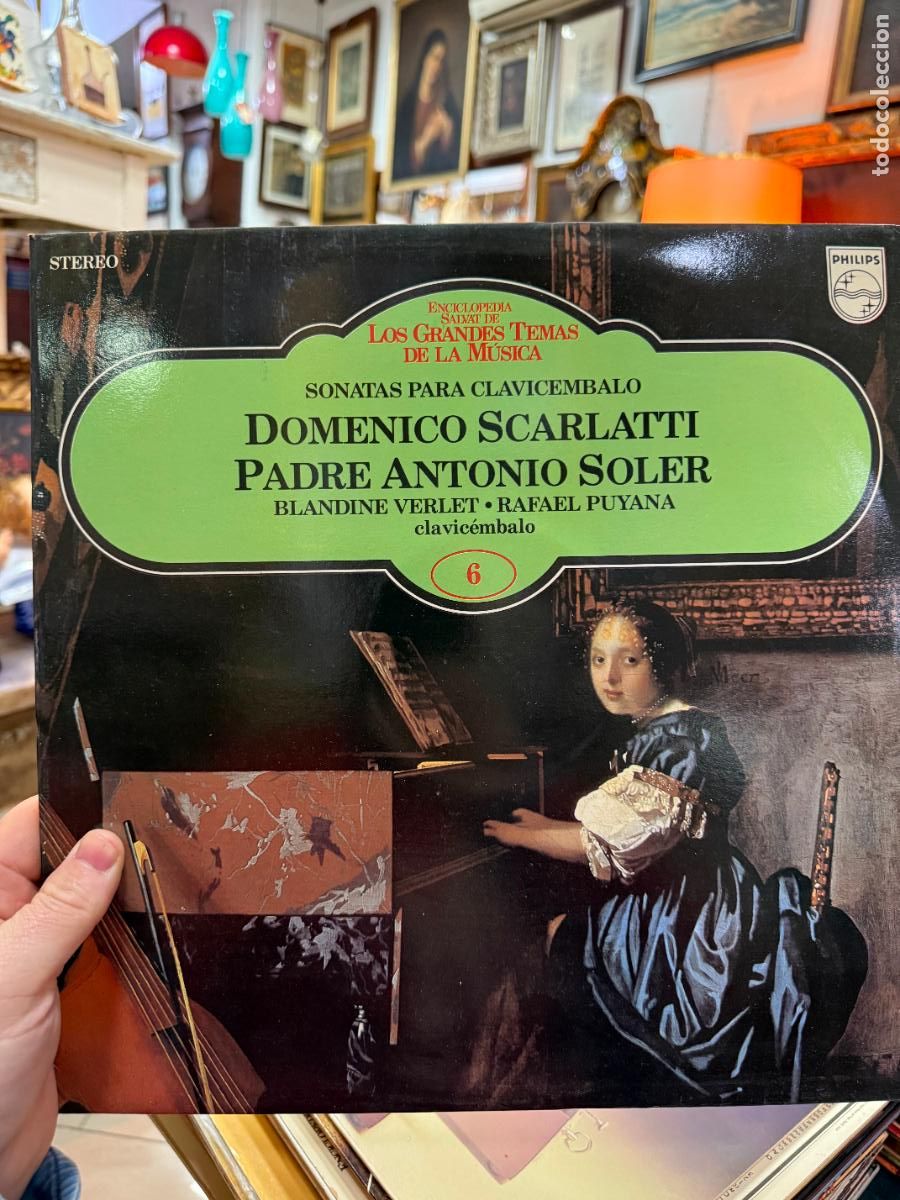 todocoleccion
STEREO
PHILIPS
ENCICLOPEDIA
SALVAT DE
LOS GRANDES TEMAS
DE LA MÚSICA
SONATAS PARA CLAVICEMBALO
DOMENICO SCARLATTI
PADRE ANTONIO SOLER
BLANDINE VERLET • RAFAEL PUYANA
clavicémbalo
6